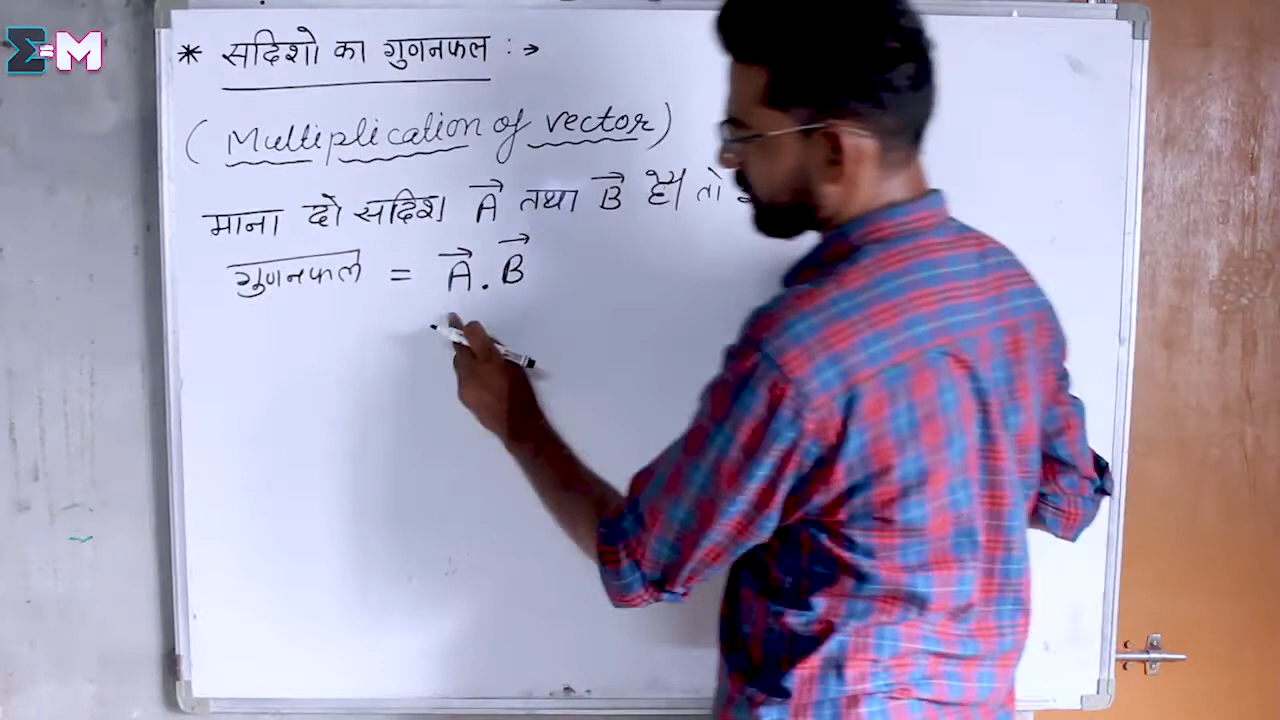 Σ=M
* सदिशो का गुणनफल :→
(Multiplication of vector)
माना दो सदिश A→ तथा B→ है। तो
गुणनफल = A→ . B→